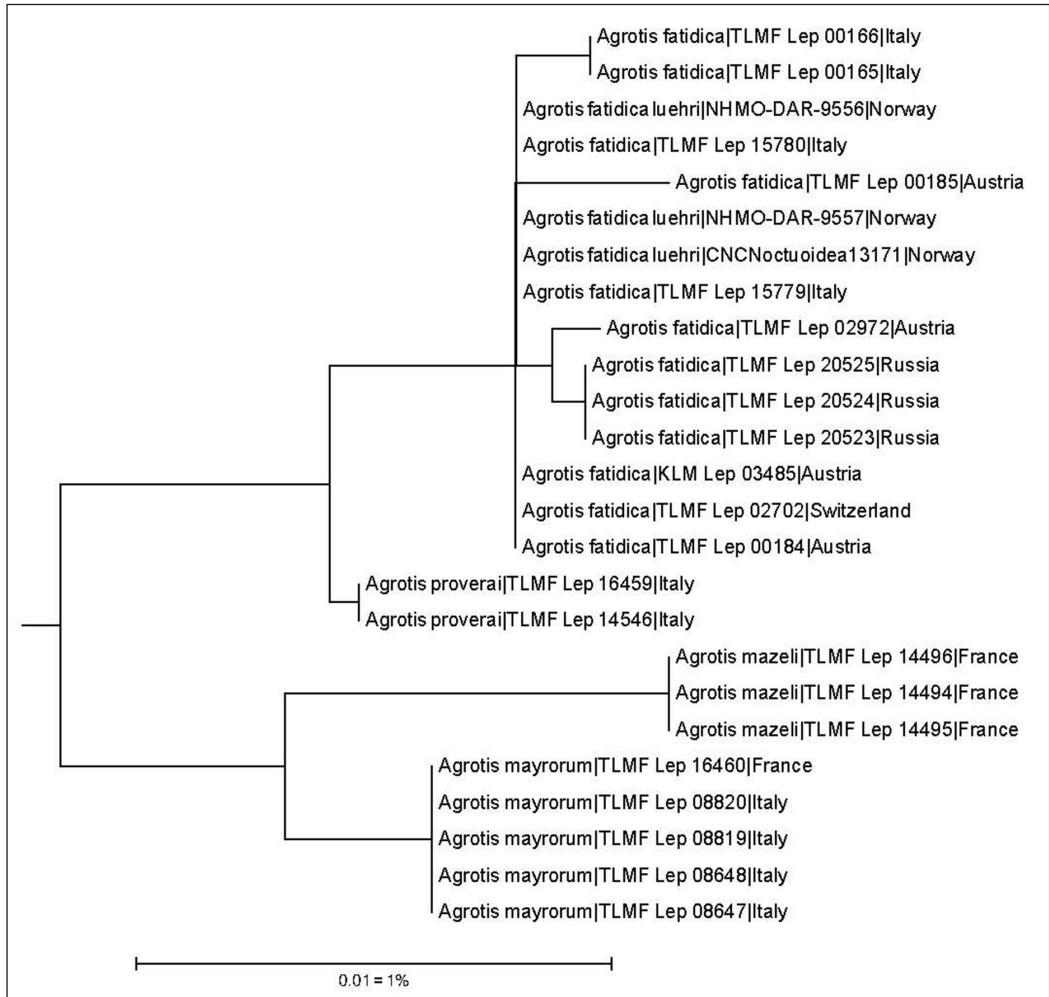 Agrotis fatidica|TLMF Lep 00166|Italy
Agrotis fatidica|TLMF Lep 00165|Italy
Agrotis fatidica luehri|NHMO-DAR-9556|Norway
Agrotis fatidica|TLMF Lep 15780|Italy
Agrotis fatidica|TLMF Lep 00185|Austria
Agrotis fatidica luehri|NHMO-DAR-9557|Norway
Agrotis fatidica luehri|CNCNoctuoidea13171|Norway
Agrotis fatidica|TLMF Lep 15779|Italy
Agrotis fatidica|TLMF Lep 02972|Austria
Agrotis fatidica|TLMF Lep 20525|Russia
Agrotis fatidica|TLMF Lep 20524|Russia
Agrotis fatidica|TLMF Lep 20523|Russia
Agrotis fatidica|KLM Lep 03485|Austria
Agrotis fatidica|TLMF Lep 02702|Switzerland
Agrotis fatidica|TLMF Lep 00184|Austria
Agrotis proverai|TLMF Lep 16459|Italy
Agrotis proverai|TLMF Lep 14546|Italy
Agrotis mazeli|TLMF Lep 14496|France
Agrotis mazeli|TLMF Lep 14494|France
Agrotis mazeli|TLMF Lep 14495|France
Agrotis mayrorum|TLMF Lep 16460|France
Agrotis mayrorum|TLMF Lep 08820|Italy
Agrotis mayrorum|TLMF Lep 08819|Italy
Agrotis mayrorum|TLMF Lep 08648|Italy
Agrotis mayrorum|TLMF Lep 08647|Italy
0.01 = 1%